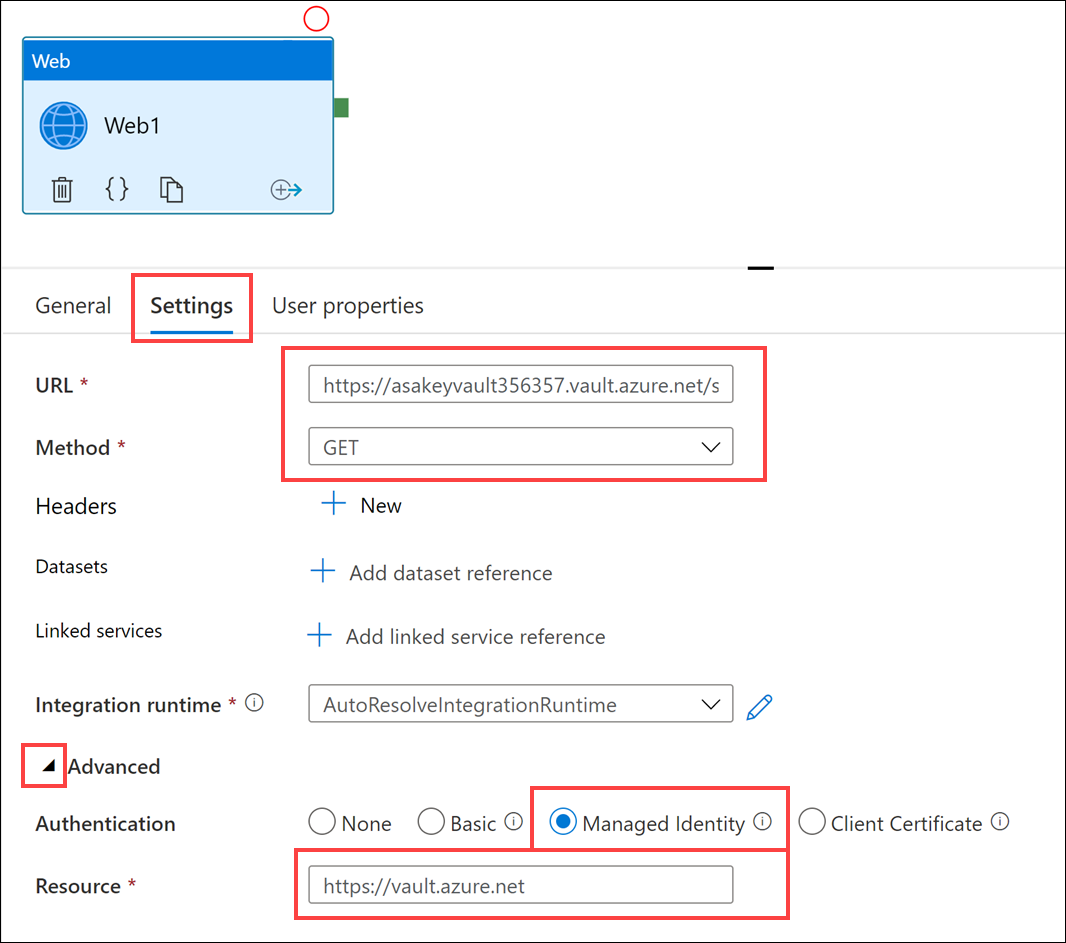 Web
Web1
General Settings User properties
URL * https://asakeyvault356357.vault.azure.net/s
Method * GET
Headers New
Datasets Add dataset reference
Linked services Add linked service reference
Integration runtime * AutoResolveIntegrationRuntime
Advanced
Authentication None Basic Managed Identity Client Certificate
Resource * https://vault.azure.net